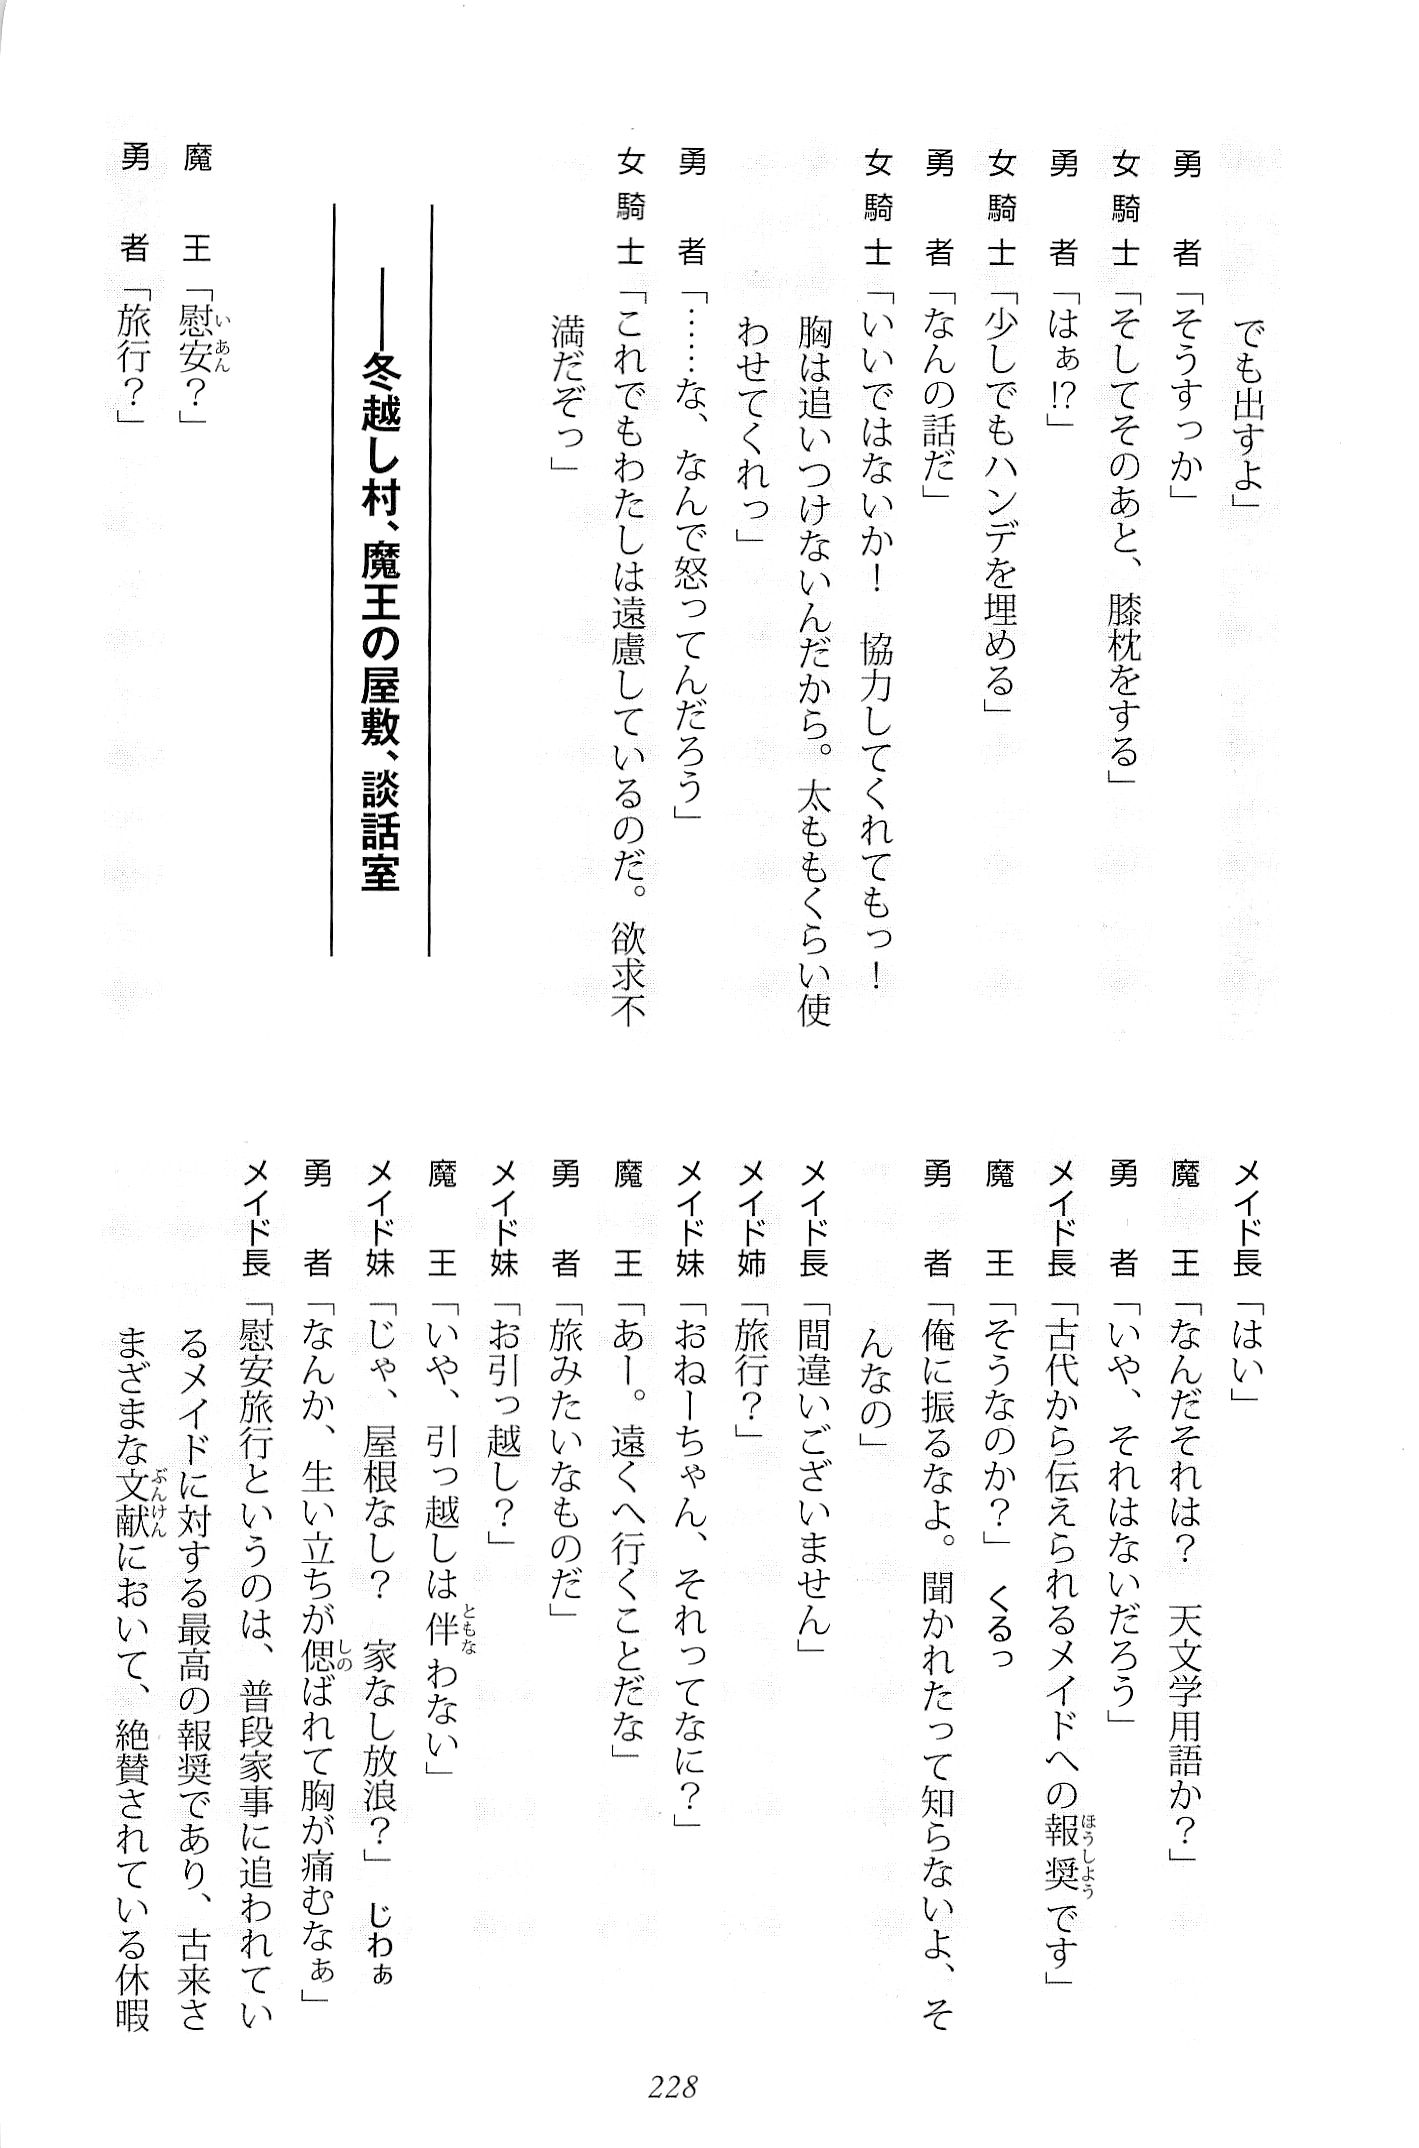 でも出すよ」
勇者「そうすっか」
女騎士「そしてそのあと、膝枕をする」
勇者「はぁ!?」
女騎士「少しでもハンデを埋める」
勇者「なんの話だ」
女騎士「いいではないか！　協力してくれてもっ！
胸は追いつけないんだから。太ももくらい使
わせてくれっ」
勇者「……な、なんで怒ってんだろう」
女騎士「これでもわたしは遠慮しているのだ。欲求不
満だぞっ」
――冬越し村、魔王の屋敷、談話室
魔王「慰安？」
いあん
勇者「旅行？」
メイド長「はい」
魔王「なんだそれは？　天文学用語か？」
勇者「いや、それはないだろう」
メイド長「古代から伝えられるメイドへの報奨です」
ほうしょう
魔王「そうなのか？」　くるっ
勇者「俺に振るなよ。聞かれたって知らないよ、そ
んなの」
メイド長「間違いございません」
メイド姉「旅行？」
メイド妹「おねーちゃん、それってなに？」
魔王「あー。遠くへ行くことだな」
勇者「旅みたいなものだ」
メイド妹「お引っ越し？」
魔王「いや、引っ越しは伴わない」
ともな
メイド妹「じゃ、屋根なし？　家なし放浪？」　じわぁ
勇者「なんか、生い立ちが偲ばれて胸が痛むなぁ」
しの
メイド長「慰安旅行というのは、普段家事に追われてい
るメイドに対する最高の報奨であり、古来さ
まざまな文献において、絶賛されている休暇
ぶんけん
228